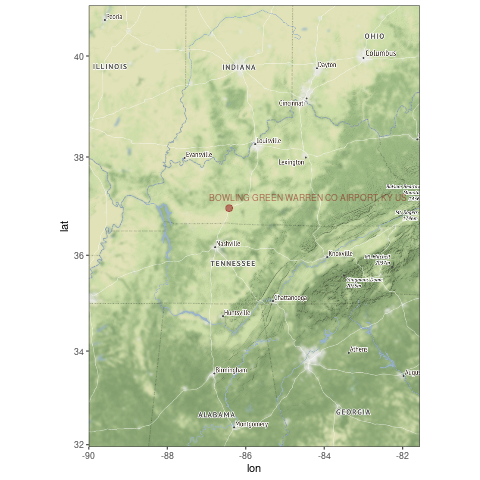 Peoria
OHIO
40
Columbus
ILLINOIS
INDIANA
Dayton
Cincinnati
Louisville
38
Evansville
Lexington
BOWLING GREEN WARREN CO AIRPORT, KY US
lat
Nashville
36
Knoxville
TENNESSEE
Chattanooga
Huntsville
34
Athens
Birmingham
ALABAMA
GEORGIA
Montgomery
32
-90
-88
-86
-84
-82
lon